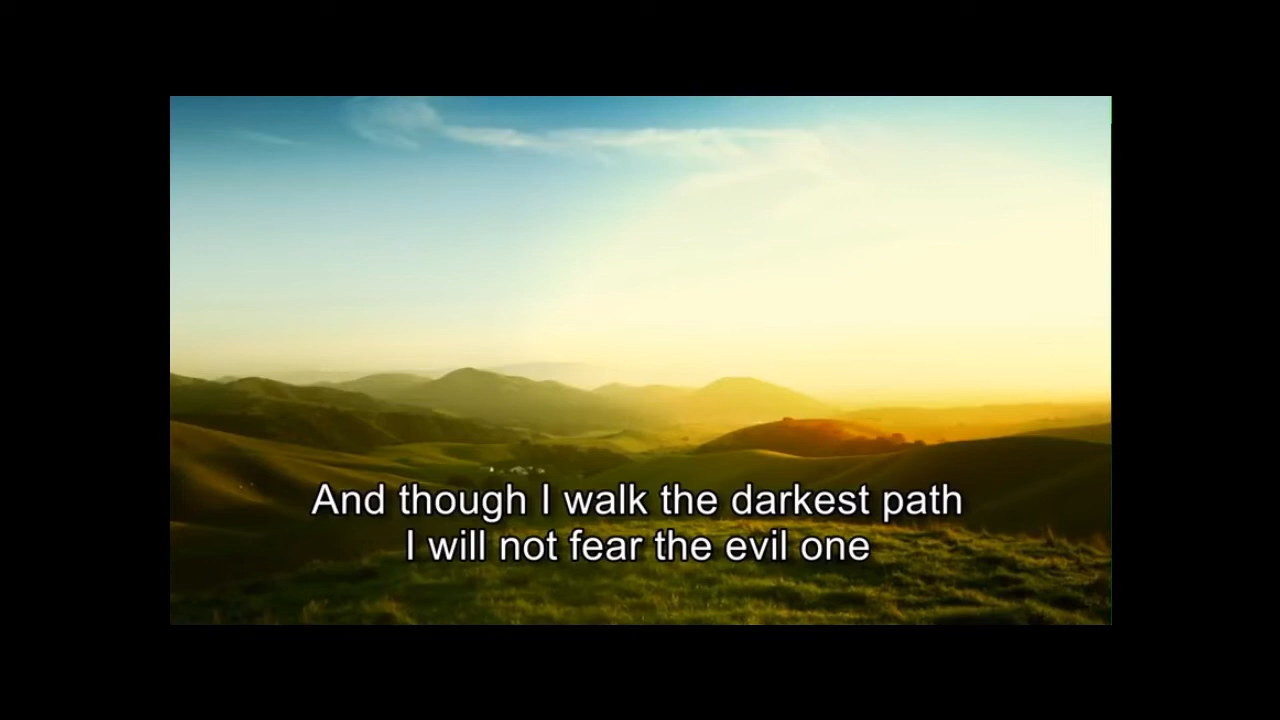 And though I walk the darkest path
I will not fear the evil one